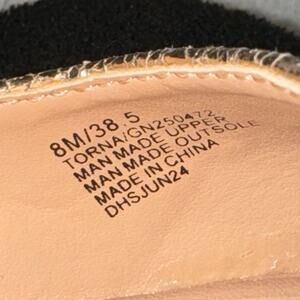 8M/38.5
TORNA/GN250472
MAN MADE UPPER
MAN MADE OUTSOLE
MADE IN CHINA
DHSJUN24